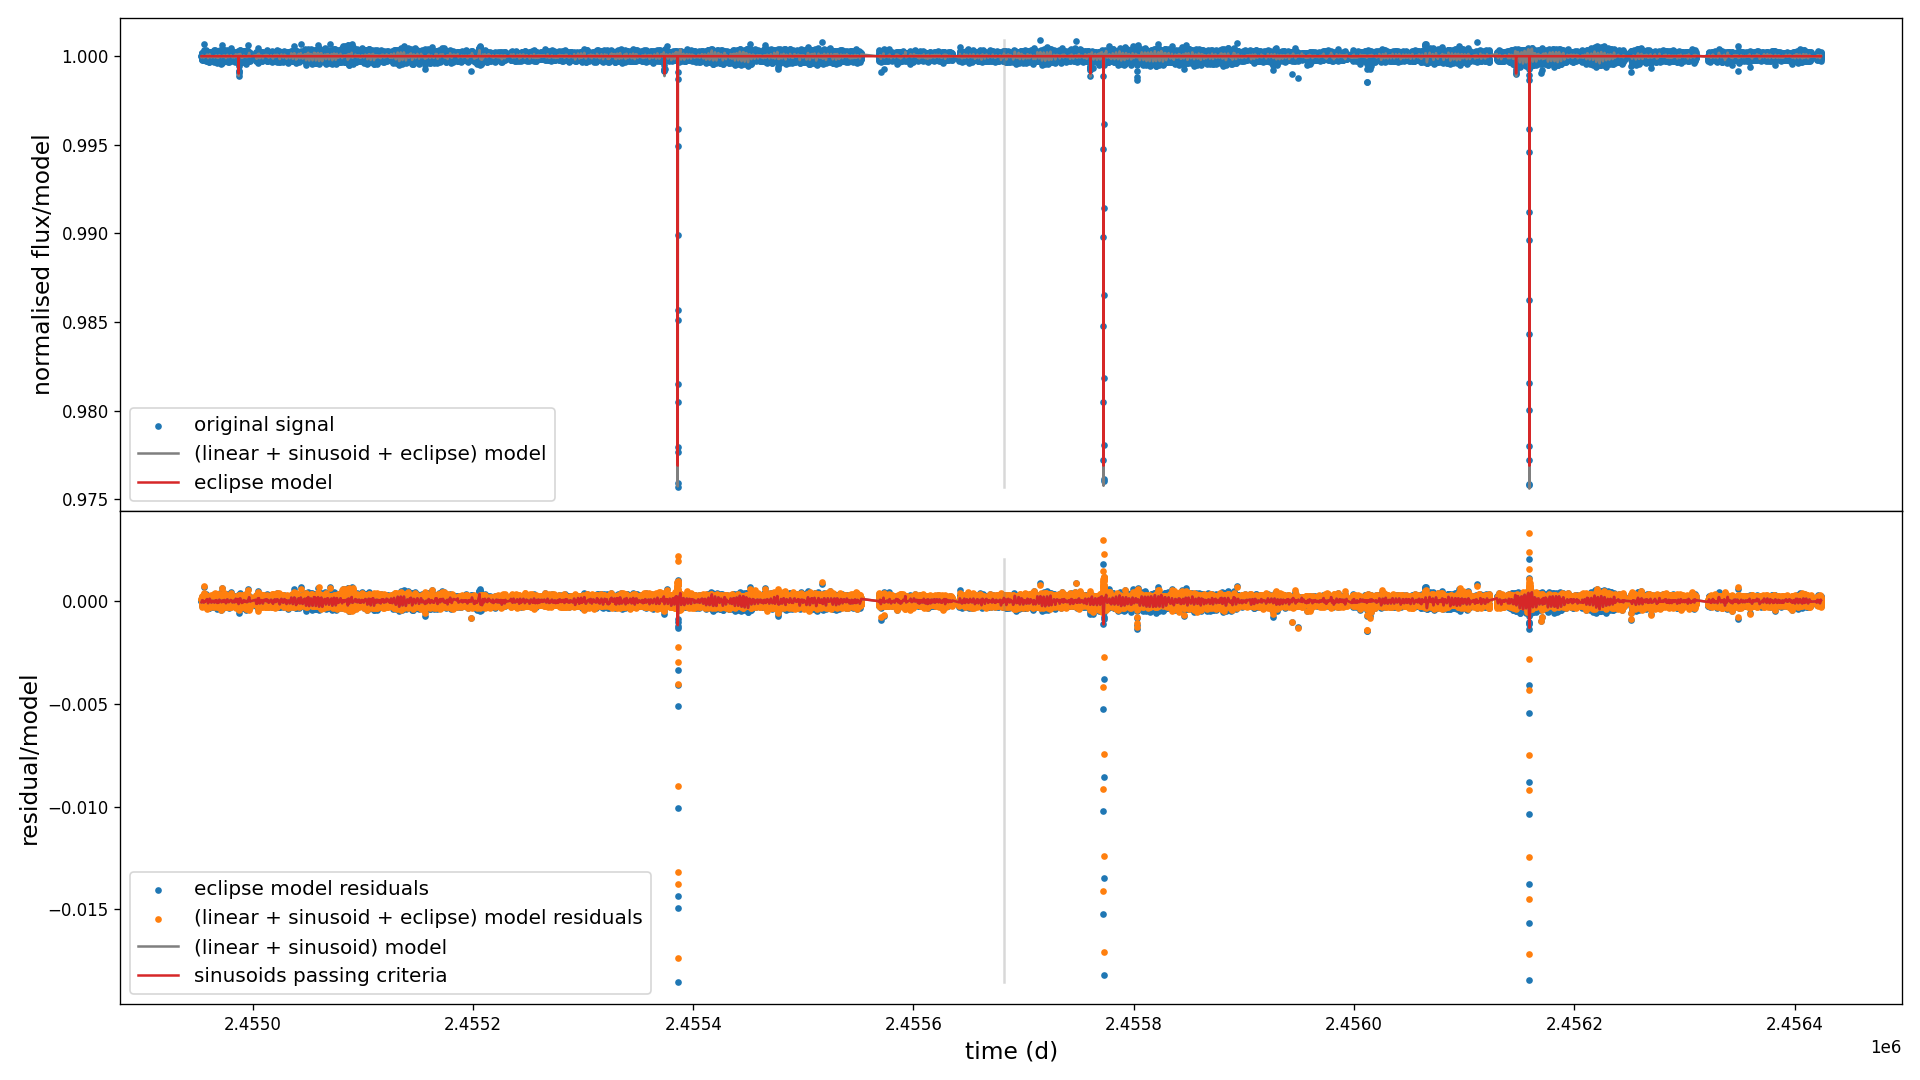 1.000
0.995
0.990
0.985
0.980
0.975
normalised flux/model
original signal
(linear + sinusoid + eclipse) model
eclipse model
0.000
−0.005
−0.010
−0.015
residual/model
eclipse model residuals
(linear + sinusoid + eclipse) model residuals
(linear + sinusoid) model
sinusoids passing criteria
2.4550 2.4552 2.4554 2.4556 2.4558 2.4560 2.4562 2.4564
1e6
time (d)